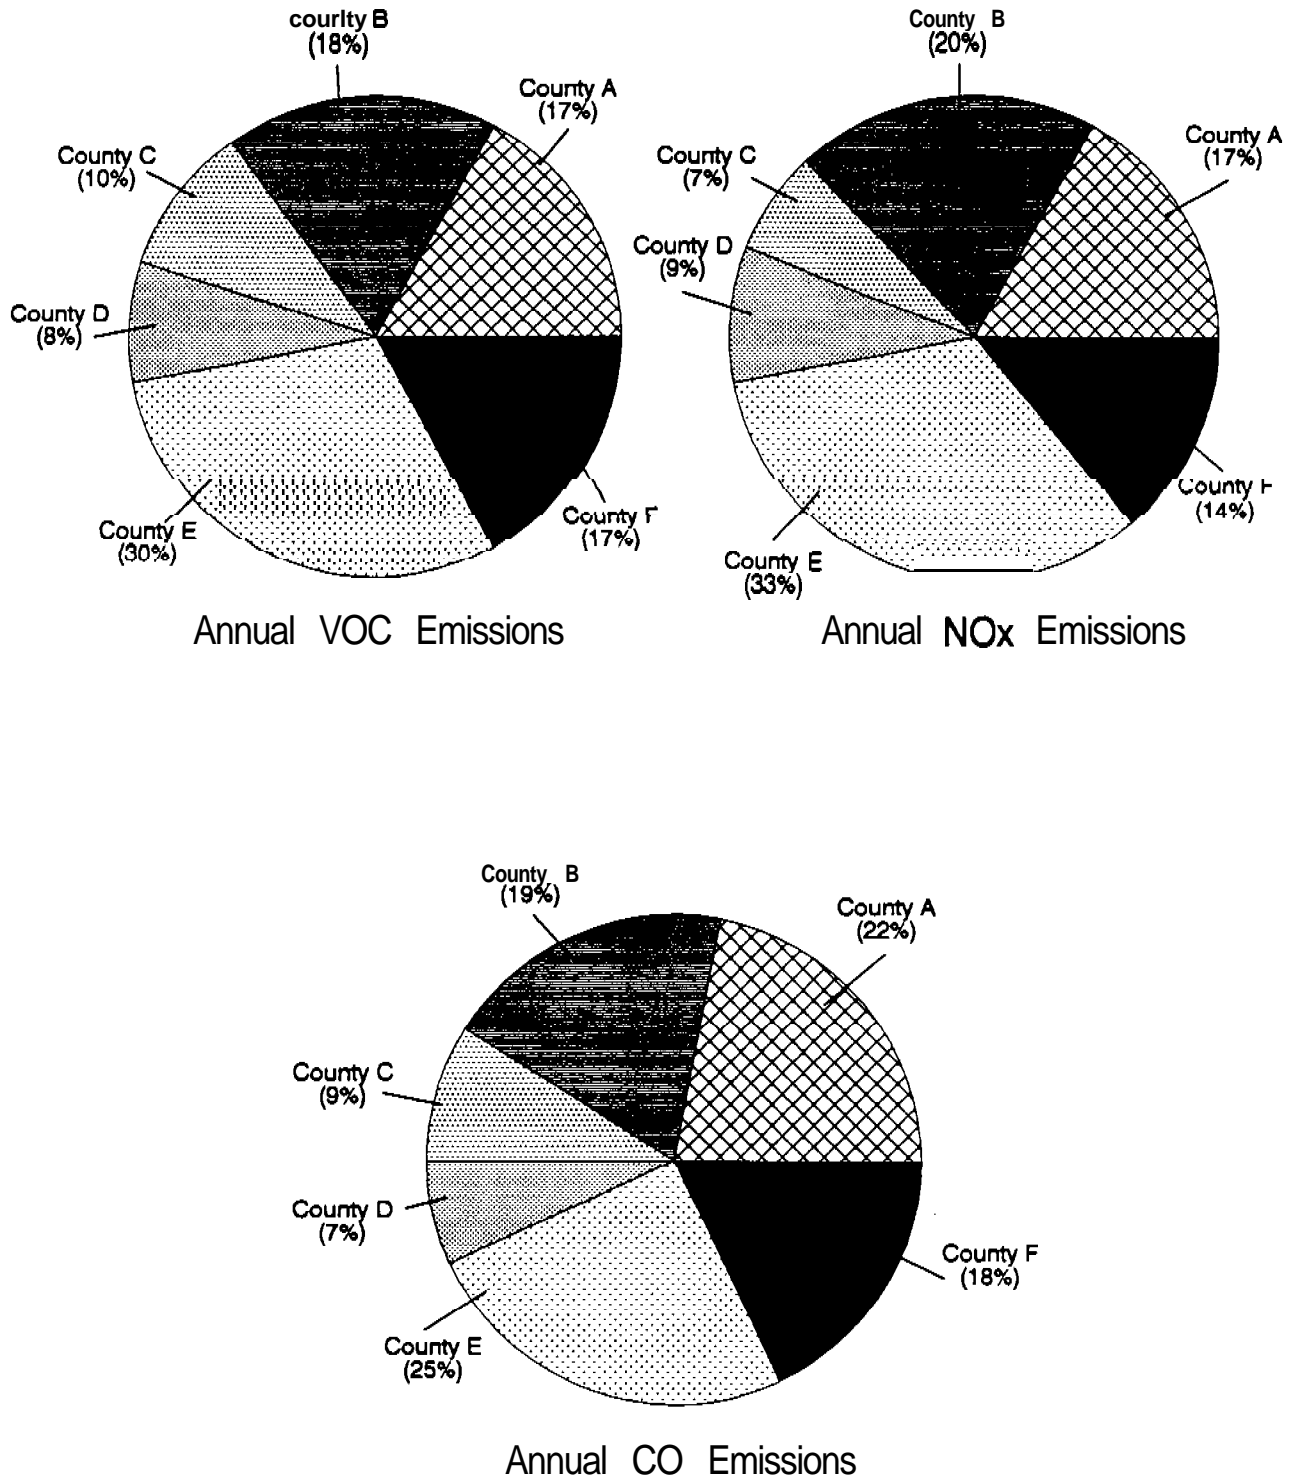 courlty B
(18%)
County A
(17%)
County C
(10%)
County D
(8%)
County E
(30%)
County F
(17%)
Annual VOC Emissions
County B
(20%)
County A
(17%)
County C
(7%)
County D
(9%)
County E
(33%)
County F
(14%)
Annual NOx Emissions
County B
(19%)
County A
(22%)
County C
(9%)
County D
(7%)
County E
(25%)
County F
(18%)
Annual CO Emissions